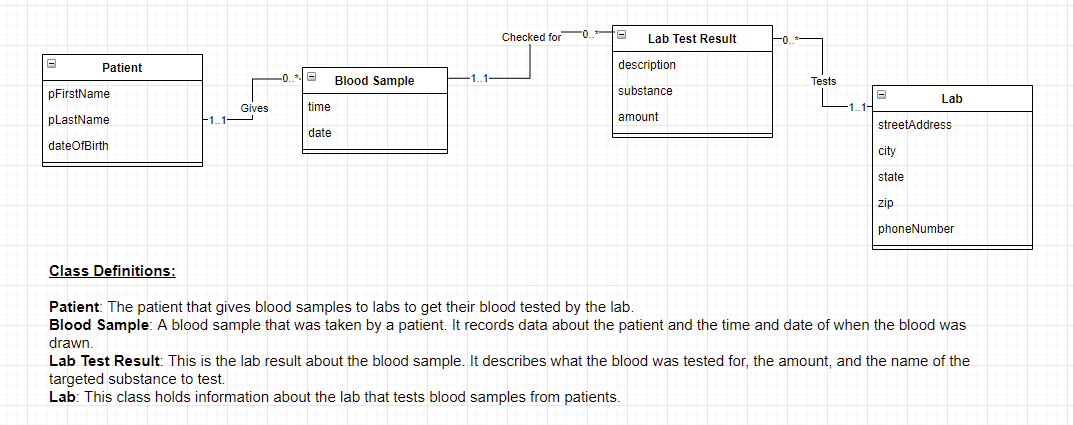 Patient
pFirstName
pLastName
dateOfBirth
1..1
Gives
0..*
Blood Sample
time
date
1..1
Checked for
0..*
Lab Test Result
description
substance
amount
0..*
Tests
1..1
Lab
streetAddress
city
state
zip
phoneNumber
Class Definitions:
Patient: The patient that gives blood samples to labs to get their blood tested by the lab.
Blood Sample: A blood sample that was taken by a patient. It records data about the patient and the time and date of when the blood was
drawn.
Lab Test Result: This is the lab result about the blood sample. It describes what the blood was tested for, the amount, and the name of the
targeted substance to test.
Lab: This class holds information about the lab that tests blood samples from patients.